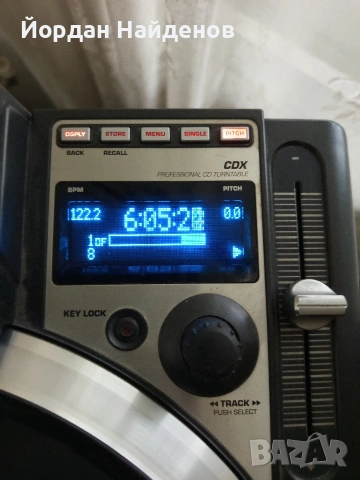 Йордан Найденов
DSPLY STORE MENU SINGLE PITCH
BACK RECALL
CDX
PROFESSIONAL CD TURNTABLE
BPM PITCH
122.2 6:05:2 0.0
1 OF
8
KEY LOCK
◄◄ TRACK ►►
PUSH SELECT
BAZAR